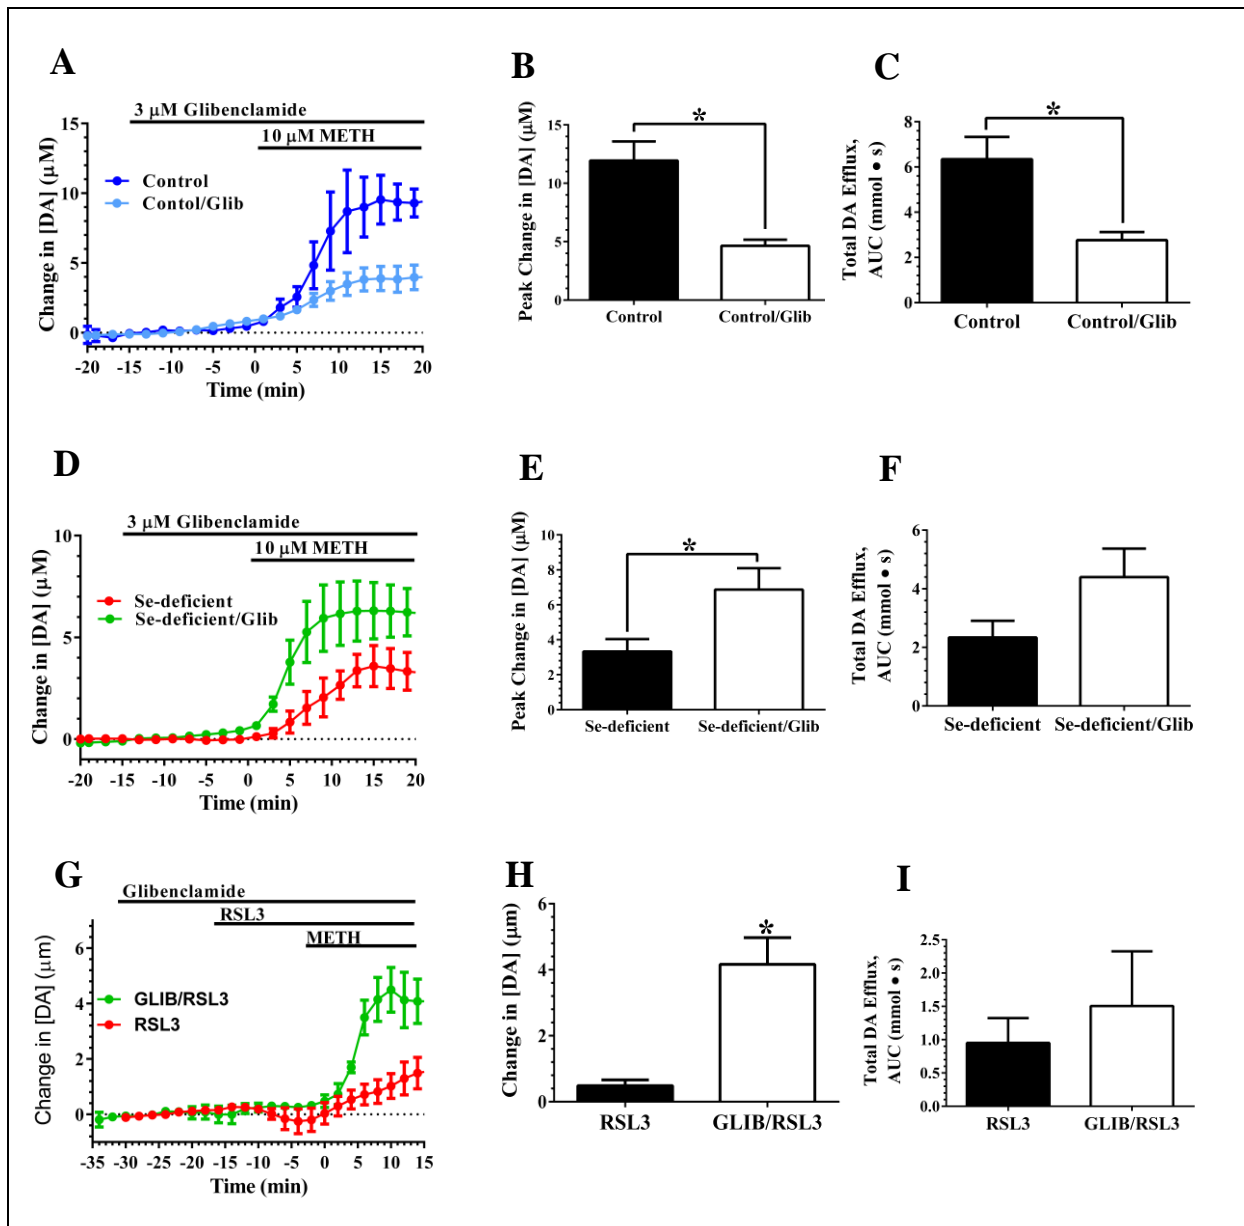 A
3 μM Glibenclamide
10 μM METH
Change in [DA] (μM)
15
10
5
0
Control
Contol/Glib
-20 -15 -10 -5 0 5 10 15 20
Time (min)
B
Peak Change in [DA] (μM)
15
10
5
0
*
Control Control/Glib
C
Total DA Efflux,
AUC (mmol • s)
8
6
4
2
0
*
Control Control/Glib
D
3 μM Glibenclamide
10 μM METH
Change in [DA] (μM)
10
5
0
Se-deficient
Se-deficient/Glib
-20 -15 -10 -5 0 5 10 15 20
Time (min)
E
Peak Change in [DA] (μM)
10
8
6
4
2
0
*
Se-deficient Se-deficient/Glib
F
Total DA Efflux,
AUC (mmol • s)
6
4
2
0
Se-deficient Se-deficient/Glib
G
Glibenclamide
RSL3
METH
Change in [DA] (μm)
6
4
2
0
GLIB/RSL3
RSL3
-35 -30 -25 -20 -15 -10 -5 0 5 10 15
Time (min)
H
Change in [DA] (μm)
6
4
2
0
*
RSL3 GLIB/RSL3
I
Total DA Efflux,
AUC (mmol • s)
2.5
2.0
1.5
1.0
0.5
0.0
RSL3 GLIB/RSL3